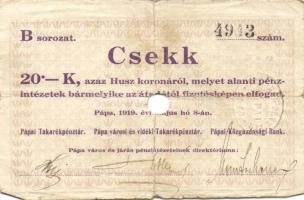 B sorozat. 4913 szám.
Csekk
20·— K, azaz Husz koronáról, melyet alanti pénz-
intézetek bármelyike az átadótól fizetésképen elfogad.
Pápa, 1919. évi május hó 8-án.
Pápai Takarékpénztár. Pápa városi és vidéki Takarékpénztár. Pápai Közgazdasági Bank.
Pápa város és járás pénzintézeteinek direktóriuma: